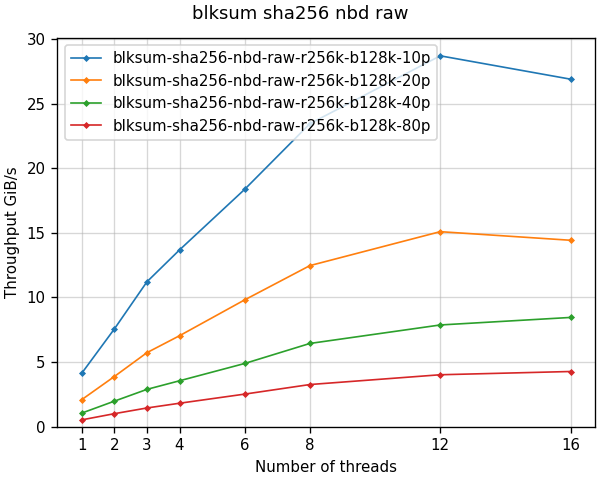 blksum sha256 nbd raw
30
25
20
15
10
5
0
Throughput GiB/s
blksum-sha256-nbd-raw-r256k-b128k-10p
blksum-sha256-nbd-raw-r256k-b128k-20p
blksum-sha256-nbd-raw-r256k-b128k-40p
blksum-sha256-nbd-raw-r256k-b128k-80p
1 2 3 4 6 8 12 16
Number of threads